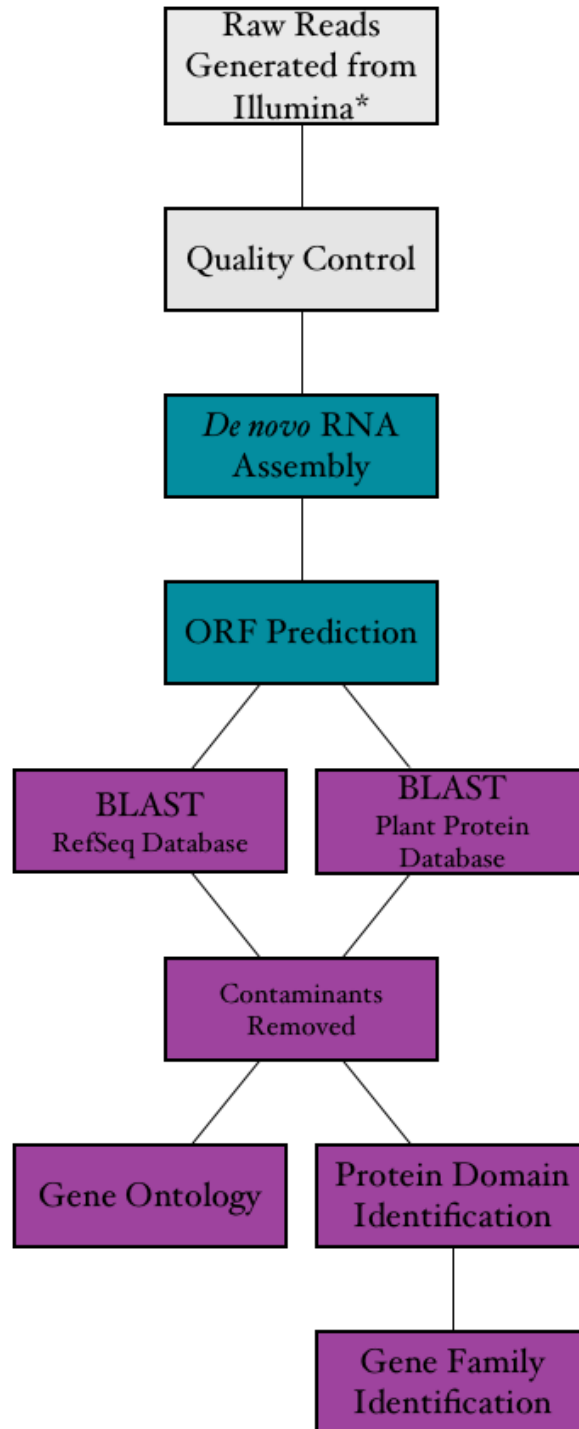 Raw Reads
Generated from
Illumina*
Quality Control
De novo RNA
Assembly
ORF Prediction
BLAST
RefSeq Database
BLAST
Plant Protein
Database
Contaminants
Removed
Gene Ontology
Protein Domain
Identification
Gene Family
Identification